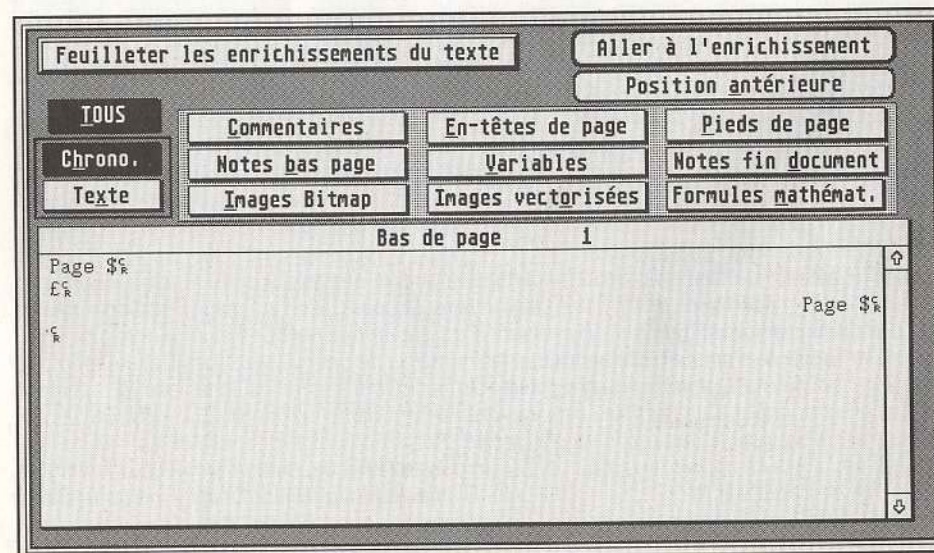 Feuilleter les enrichissements du texte
Aller à l'enrichissement
Position antérieure
TOUS
Commentaires
En-têtes de page
Pieds de page
Chrono.
Notes bas page
Variables
Notes fin document
Texte
Images Bitmap
Images vectorisées
Formules mathémat.
Bas de page 1
Page $␍
£␍
Page $␍
␍